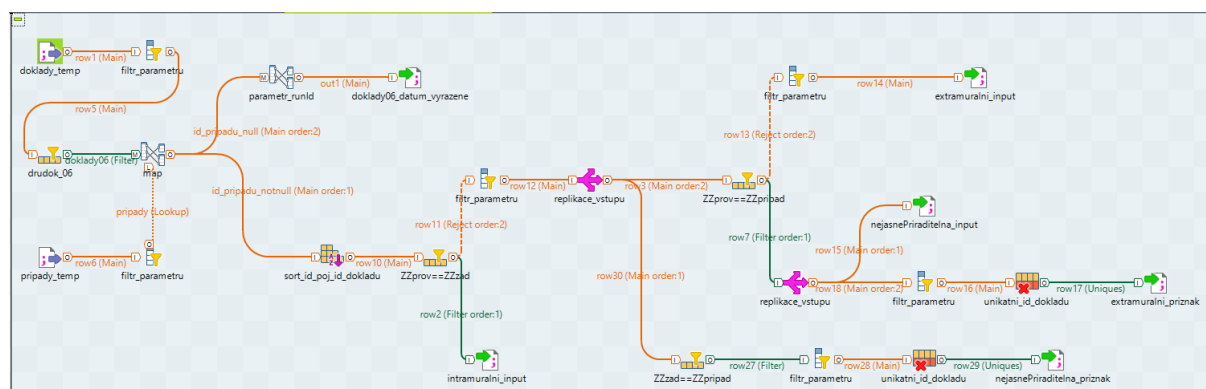 row1 (Main)
doklady_temp
filtr_parametru
row5 (Main)
parametr_runId
out1 (Main)
doklady06_datum_vyrazene
filtr_parametru
row14 (Main)
extramuralni_input
id_pripadu_null (Main order:2)
row13 (Reject order:2)
drudok_06
doklady06 (Filter)
map
id_pripadu_notnull (Main order:1)
filtr_parametru
row12 (Main)
replikace_vstupu
row3 (Main order:2)
ZZprov==ZZpripad
pripady (Lookup)
row11 (Reject order:2)
row7 (Filter order:1)
nejasnePriraditelna_input
row15 (Main order:1)
pripady_temp
row6 (Main)
filtr_parametru
sort_id_poj_id_dokladu
row10 (Main)
ZZprov==ZZzad
row30 (Main order:1)
replikace_vstupu
row18 (Main order:2)
filtr_parametru
row16 (Main)
unikatni_id_dokladu
row17 (Uniques)
extramuralni_priznak
row2 (Filter order:1)
intramuralni_input
ZZzad==ZZpripad
row27 (Filter)
filtr_parametru
row28 (Main)
unikatni_id_dokladu
row29 (Uniques)
nejasnePriraditelna_priznak